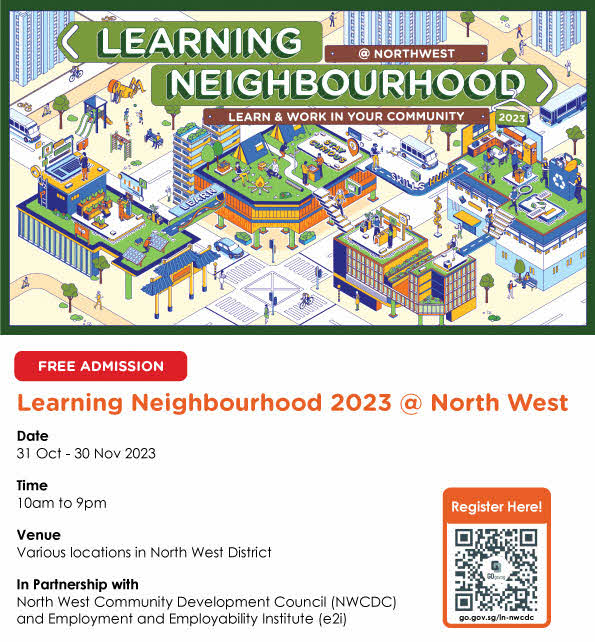 LEARNING
@ NORTHWEST
NEIGHBOURHOOD
LEARN & WORK IN YOUR COMMUNITY
2023
LEARN
SKILLS
FREE ADMISSION
Learning Neighbourhood 2023 @ North West
Date
31 Oct - 30 Nov 2023
Time
10am to 9pm
Venue
Various locations in North West District
In Partnership with
North West Community Development Council (NWCDC)
and Employment and Employability Institute (e2i)
Register Here!
go.gov.sg/ln-nwcdc